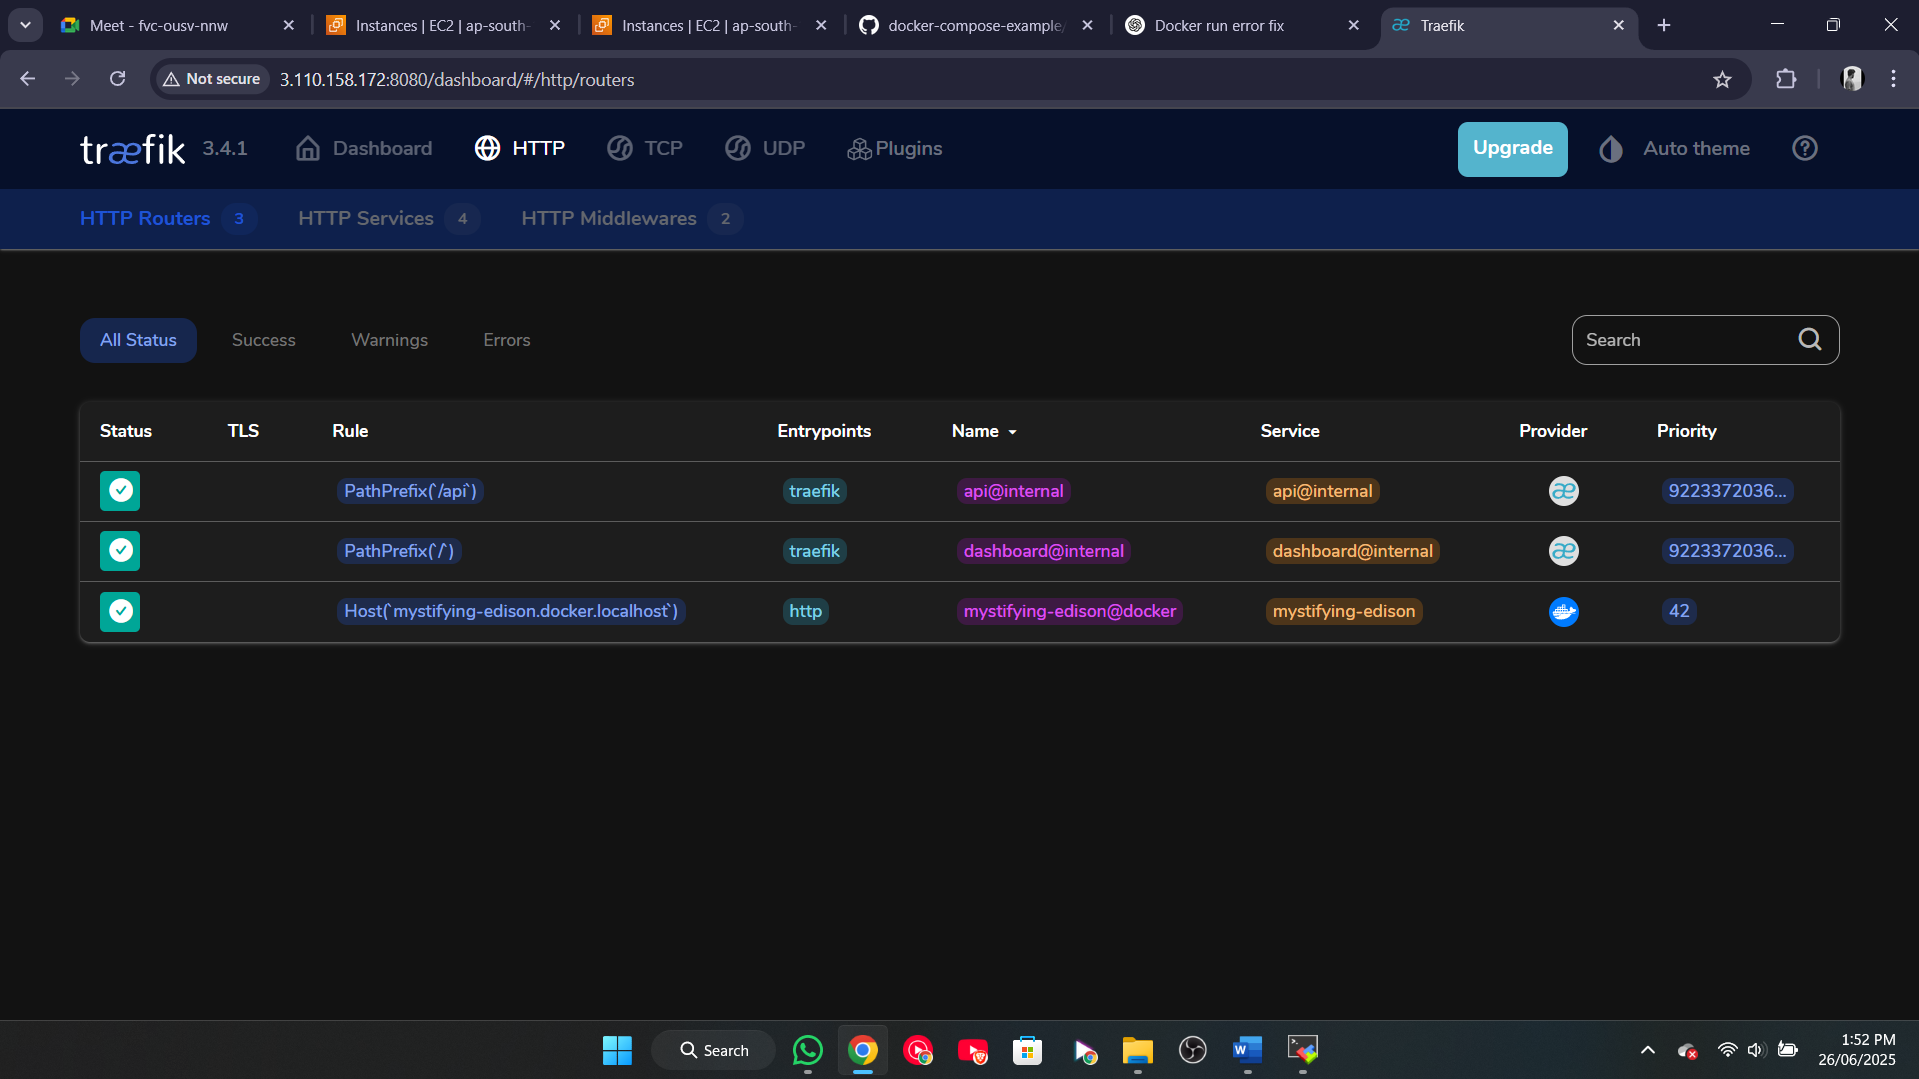 Meet - fvc-ousv-nnw
Instances | EC2 | ap-south-
Instances | EC2 | ap-south-
docker-compose-example/
Docker run error fix
Traefik
Not secure
3.110.158.172:8080/dashboard/#/http/routers
træfik 3.4.1
Dashboard
HTTP
TCP
UDP
Plugins
Upgrade
Auto theme
HTTP Routers 3
HTTP Services 4
HTTP Middlewares 2
All Status
Success
Warnings
Errors
Search
Status TLS Rule Entrypoints Name Service Provider Priority
PathPrefix(`/api`) traefik api@internal api@internal 9223372036...
PathPrefix(`/`) traefik dashboard@internal dashboard@internal 9223372036...
Host(`mystifying-edison.docker.localhost`) http mystifying-edison@docker mystifying-edison 42
Search
1:52 PM
26/06/2025